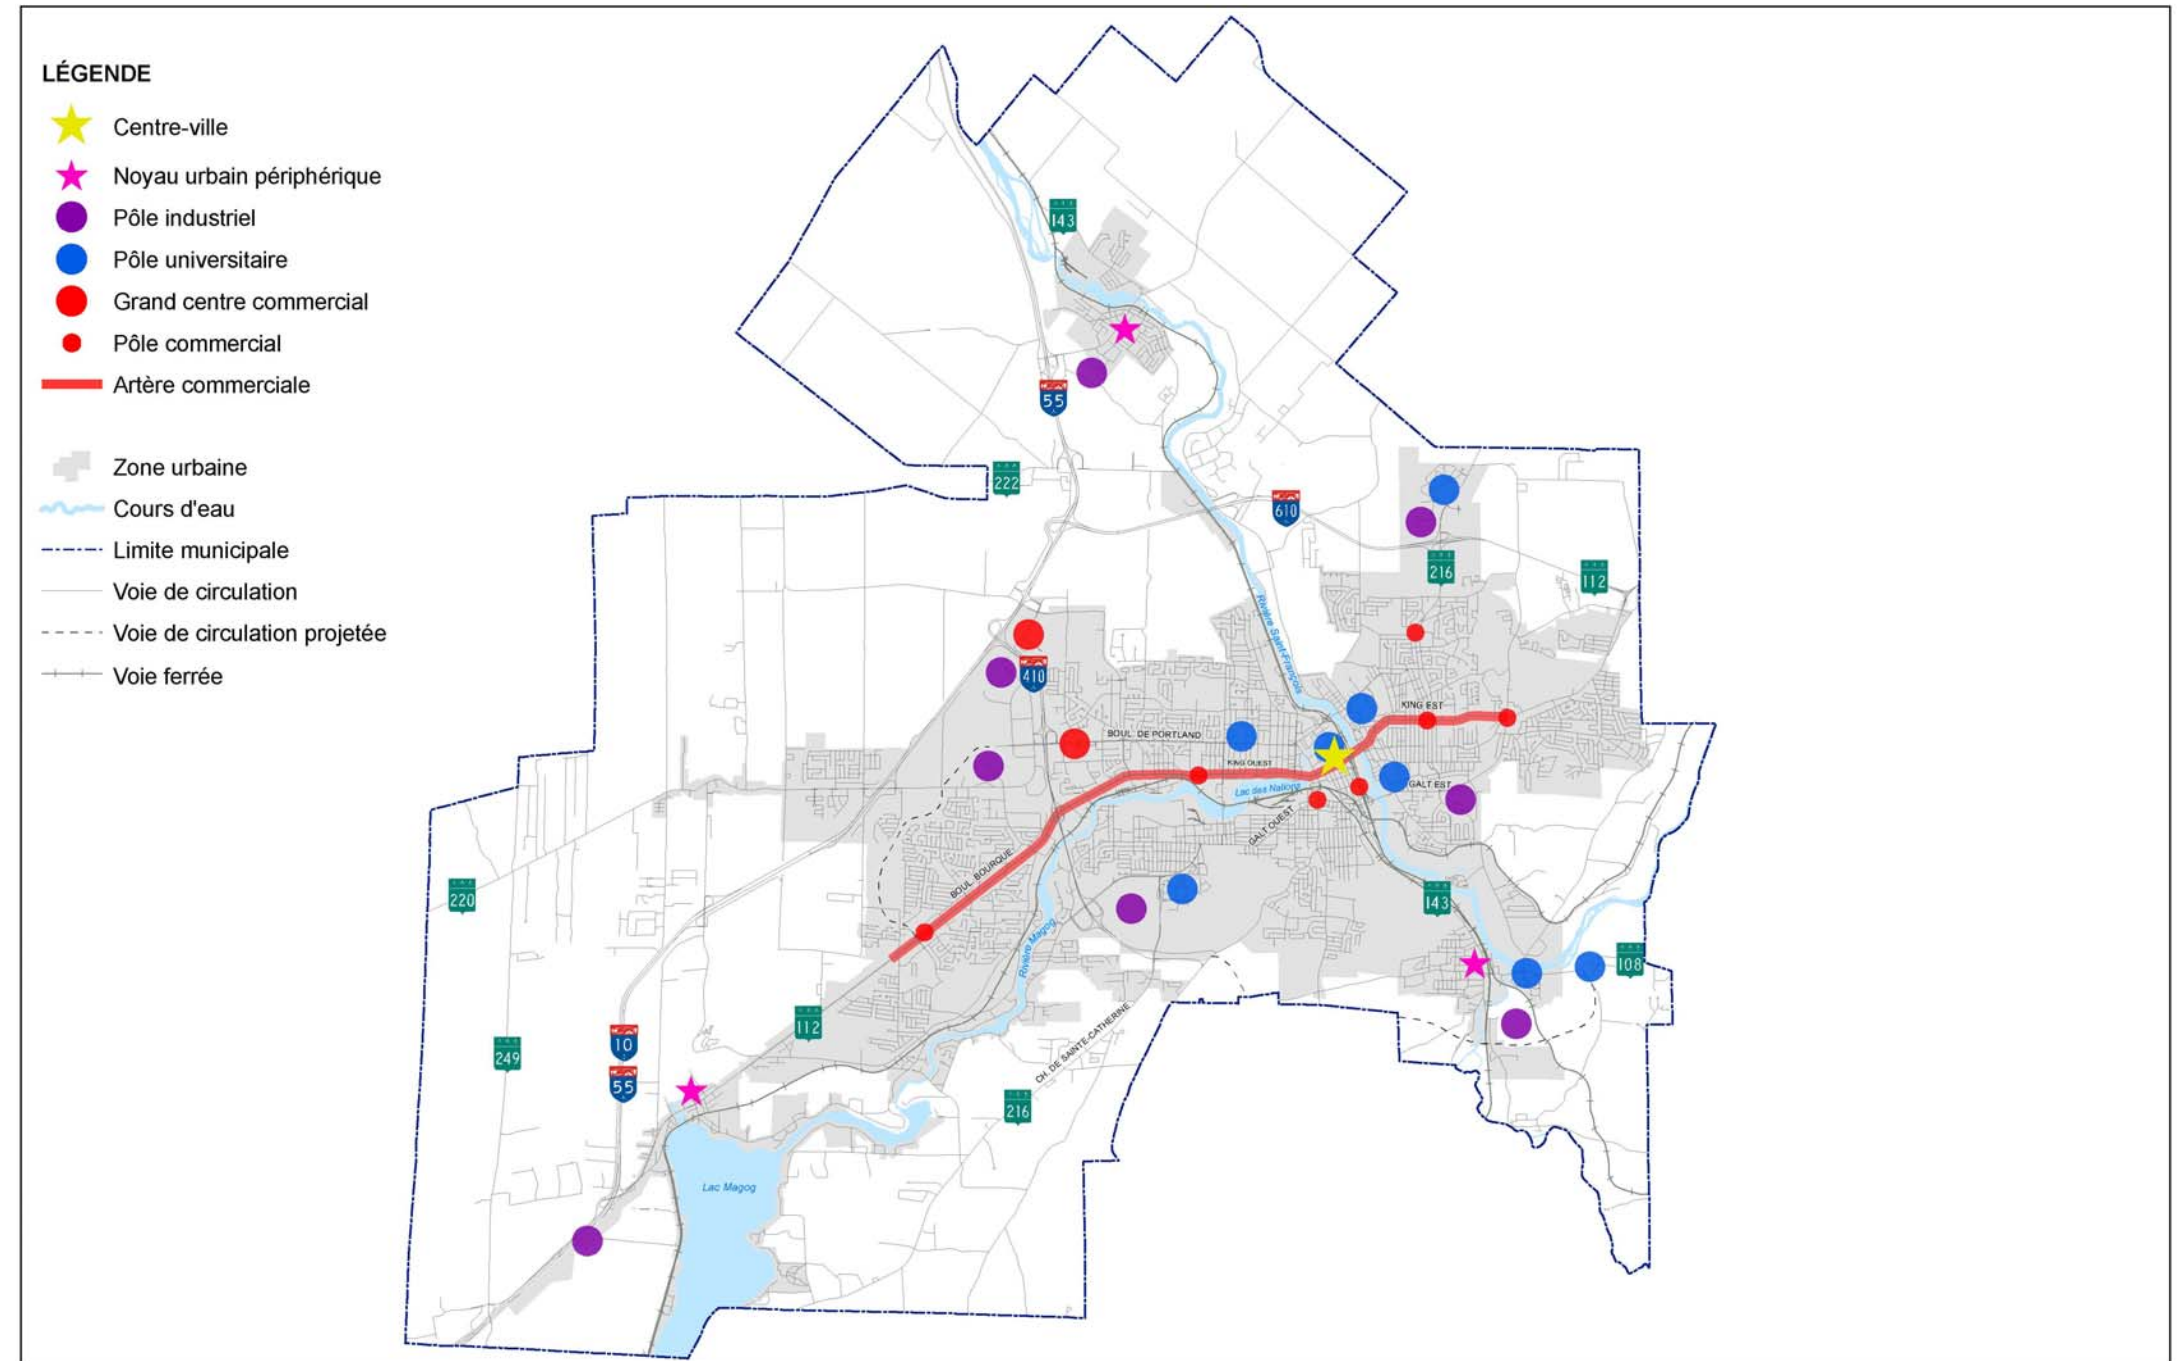 LÉGENDE
Centre-ville
Noyau urbain périphérique
Pôle industriel
Pôle universitaire
Grand centre commercial
Pôle commercial
Artère commerciale
Zone urbaine
Cours d'eau
Limite municipale
Voie de circulation
Voie de circulation projetée
Voie ferrée
143
55
222
610
216
112
Rivière Saint-François
410
KING EST
BOUL. DE PORTLAND
KING OUEST
Lac des Nations
GALT EST
GALT OUEST
BOUL. BOURQUE
220
143
Rivière Magog
108
112
10
249
55
CH. DE SAINTE-CATHERINE
216
Lac Magog